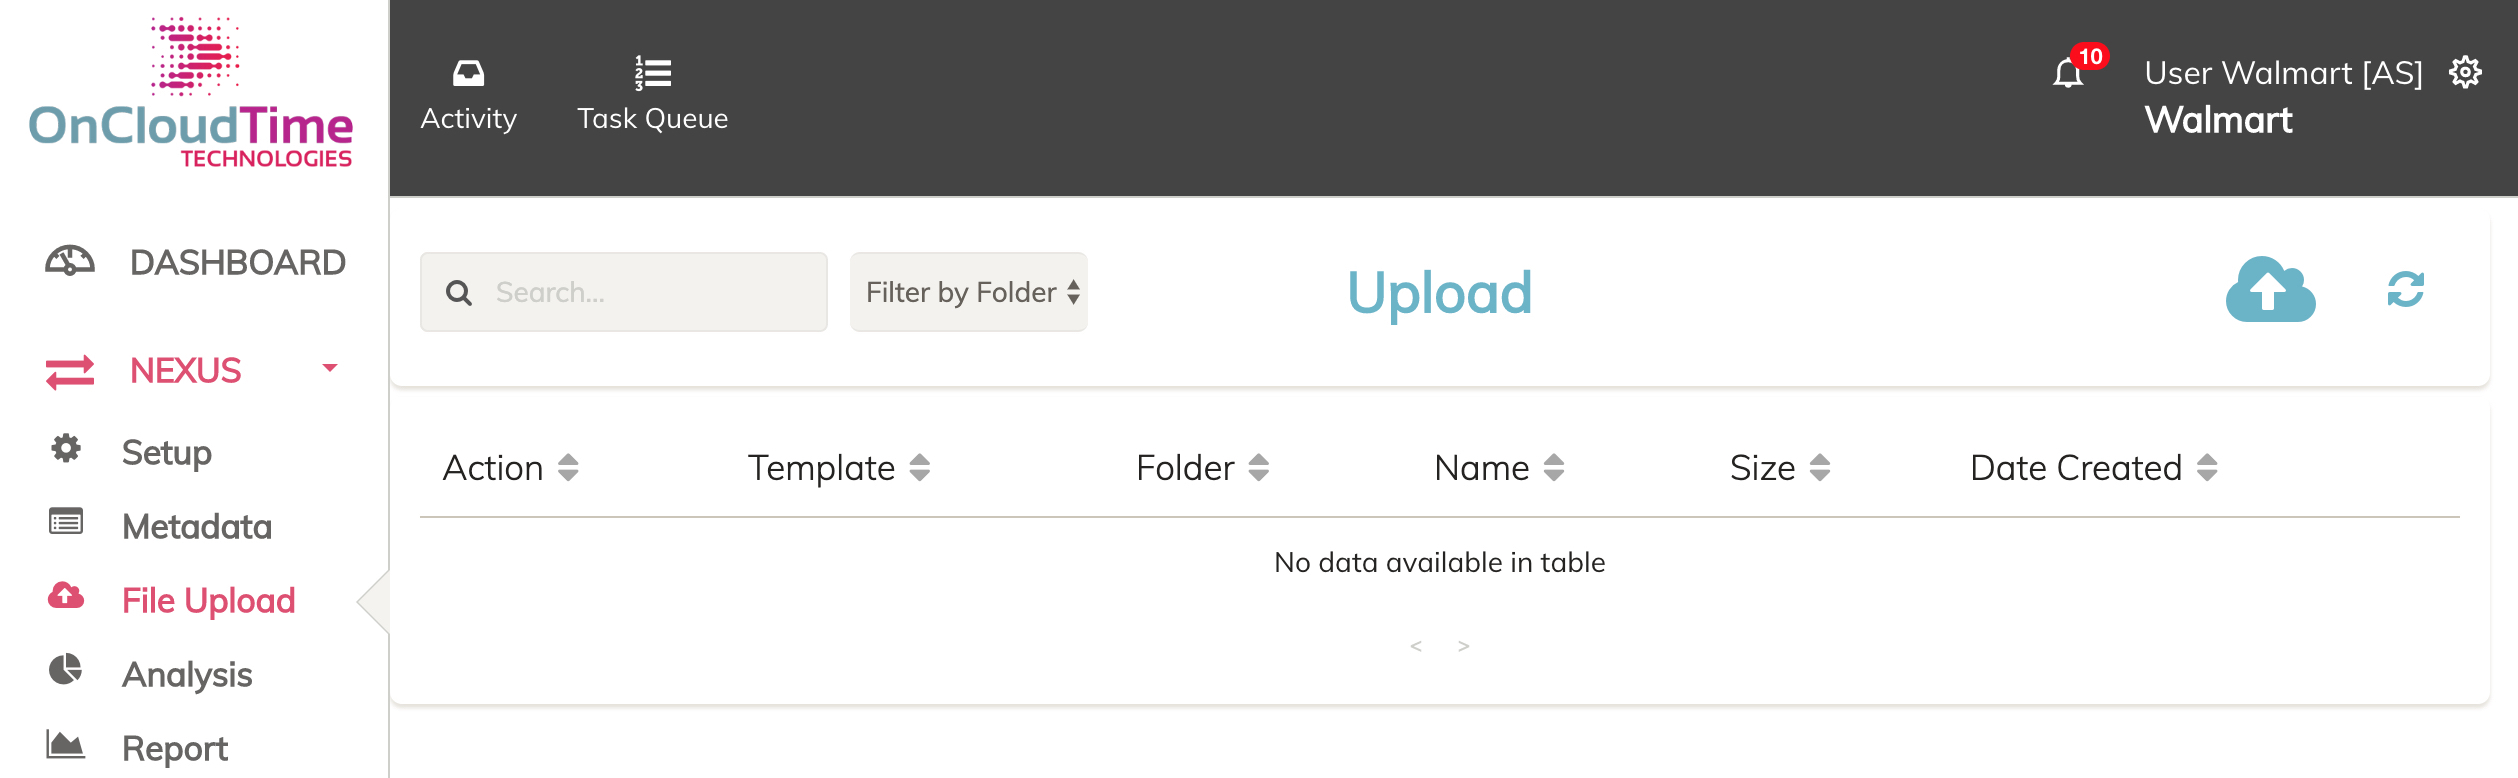 OnCloudTime
TECHNOLOGIES
Activity
Task Queue
10
User Walmart [AS]
Walmart
DASHBOARD
NEXUS
Setup
Metadata
File Upload
Analysis
Report
Search...
Filter by Folder
Upload
Action Template Folder Name Size Date Created
No data available in table
< >